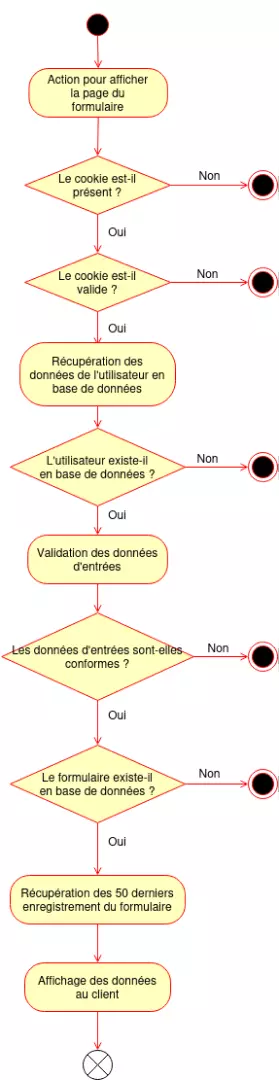 Action pour afficher
la page du
formulaire
Le cookie est-il
présent ?
Non
Oui
Le cookie est-il
valide ?
Non
Oui
Récupération des
données de l'utilisateur en
base de données
L'utilisateur existe-il
en base de données ?
Non
Oui
Validation des données
d'entrées
Les données d'entrées sont-elles
conformes ?
Non
Oui
Le formulaire existe-il
en base de données ?
Non
Oui
Récupération des 50 derniers
enregistrement du formulaire
Affichage des données
au client